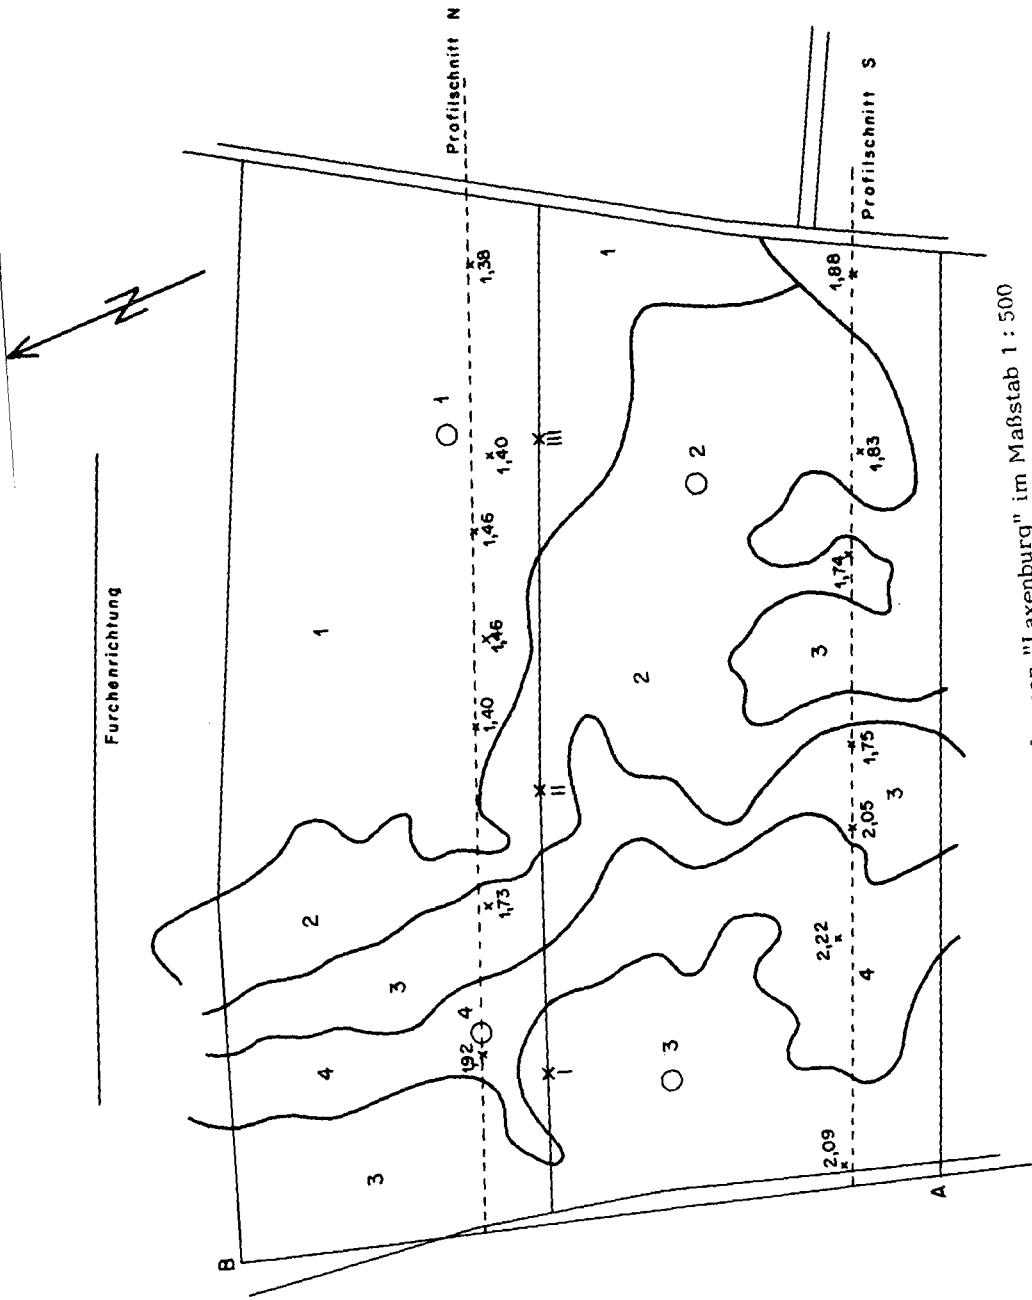 Profilschnitt N
Profilschnitt S
N
Furchenrichtung
1,38
1,88
1
1
1,40
III
2
1,83
1,46
1
1,46
1,74
2
3
1,40
II
1,75
3
2,05
2
1,73
2,22
3
4
4
1,92
4
I
3
3
2,09
B
A
"Laxenburg" im Maßstab 1 : 500